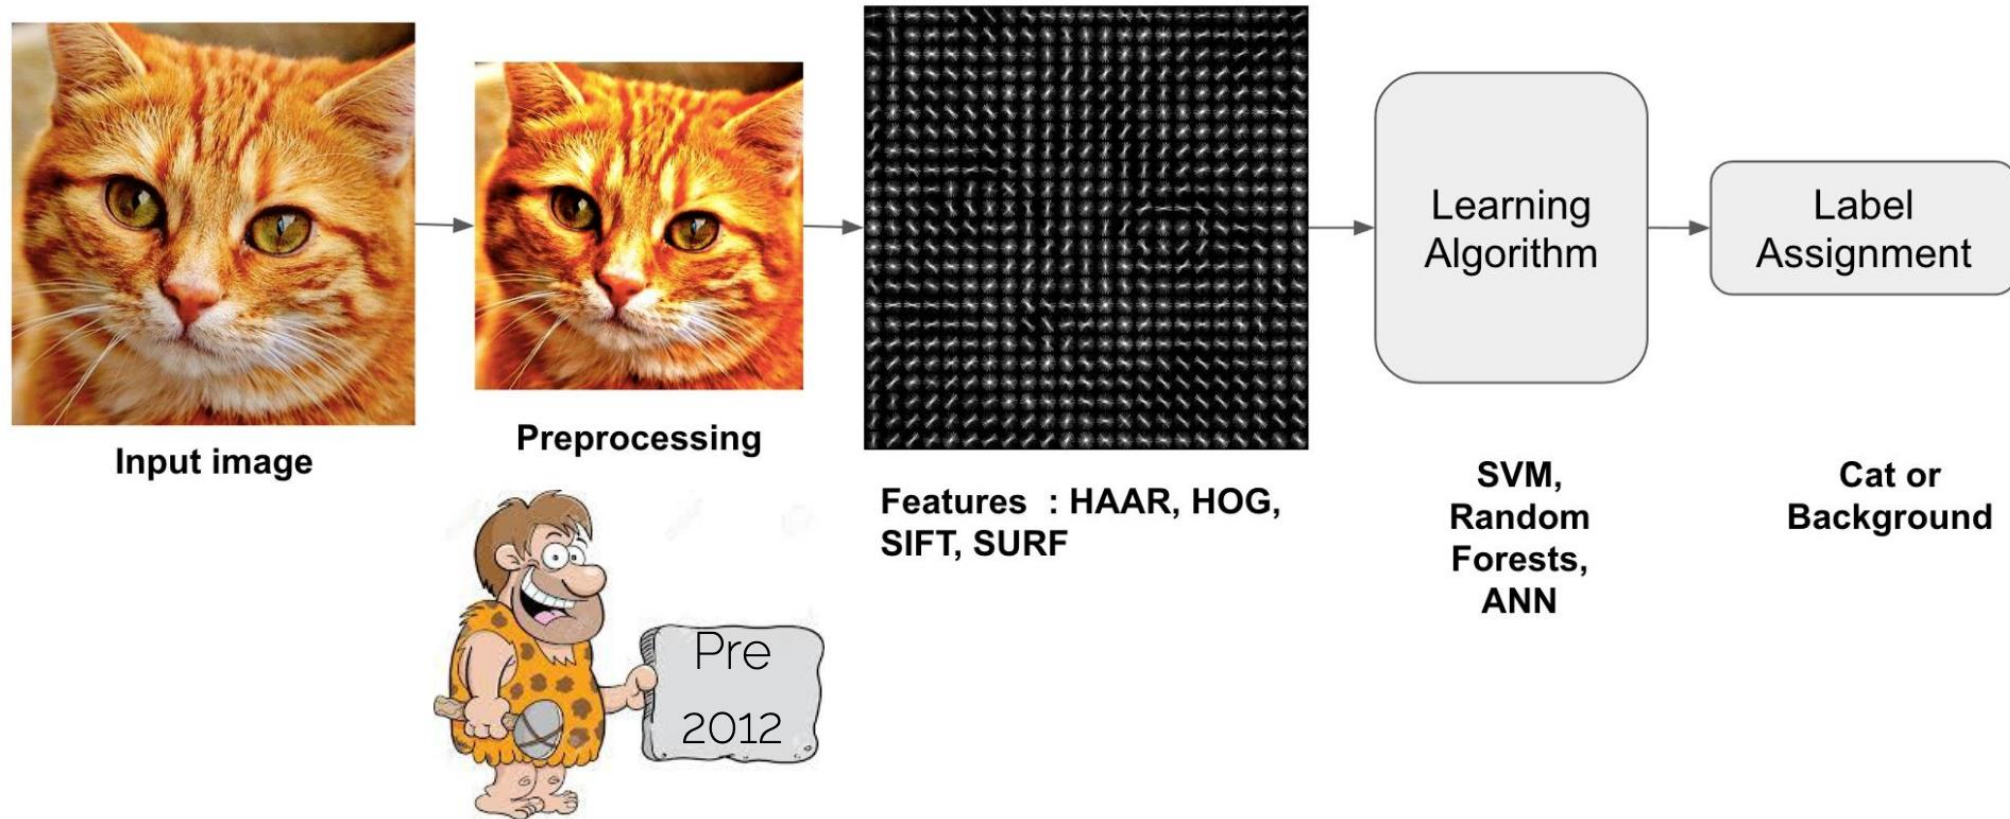 Input image
Preprocessing
Features : HAAR, HOG,
SIFT, SURF
Learning
Algorithm
SVM,
Random
Forests,
ANN
Label
Assignment
Cat or
Background
Pre
2012